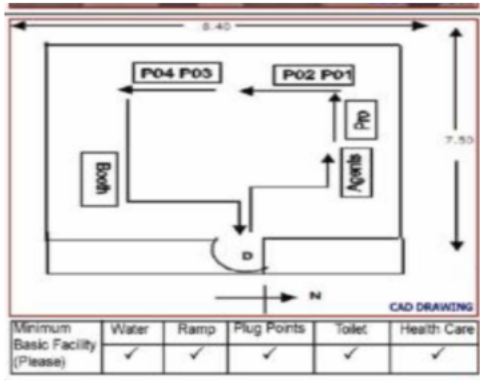 8.40
P04 P03
P02 P01
Pro
7.50
Agents
Booth
D
N
CAD DRAWING
Minimum Basic Facility (Please)
Water
Ramp
Plug Points
Toilet
Health Care
✓ ✓ ✓ ✓ ✓